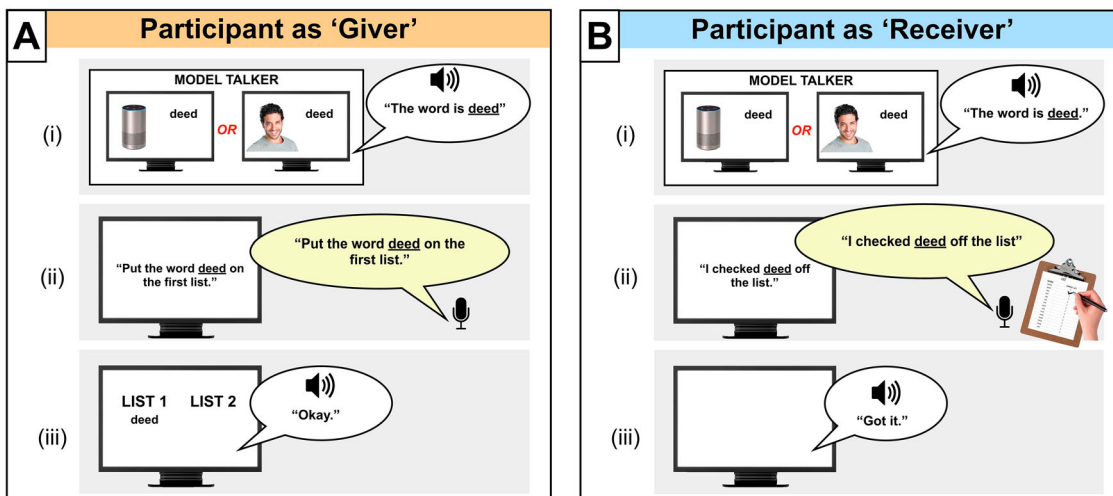 A
Participant as ‘Giver’
(i)
MODEL TALKER
deed
OR
deed
“The word is deed”
(ii)
“Put the word deed on
the first list.”
“Put the word deed on the
first list.”
(iii)
LIST 1 LIST 2
deed
“Okay.”
B
Participant as ‘Receiver’
(i)
MODEL TALKER
deed
OR
deed
“The word is deed.”
(ii)
“I checked deed off
the list.”
“I checked deed off the list”
(iii)
“Got it.”